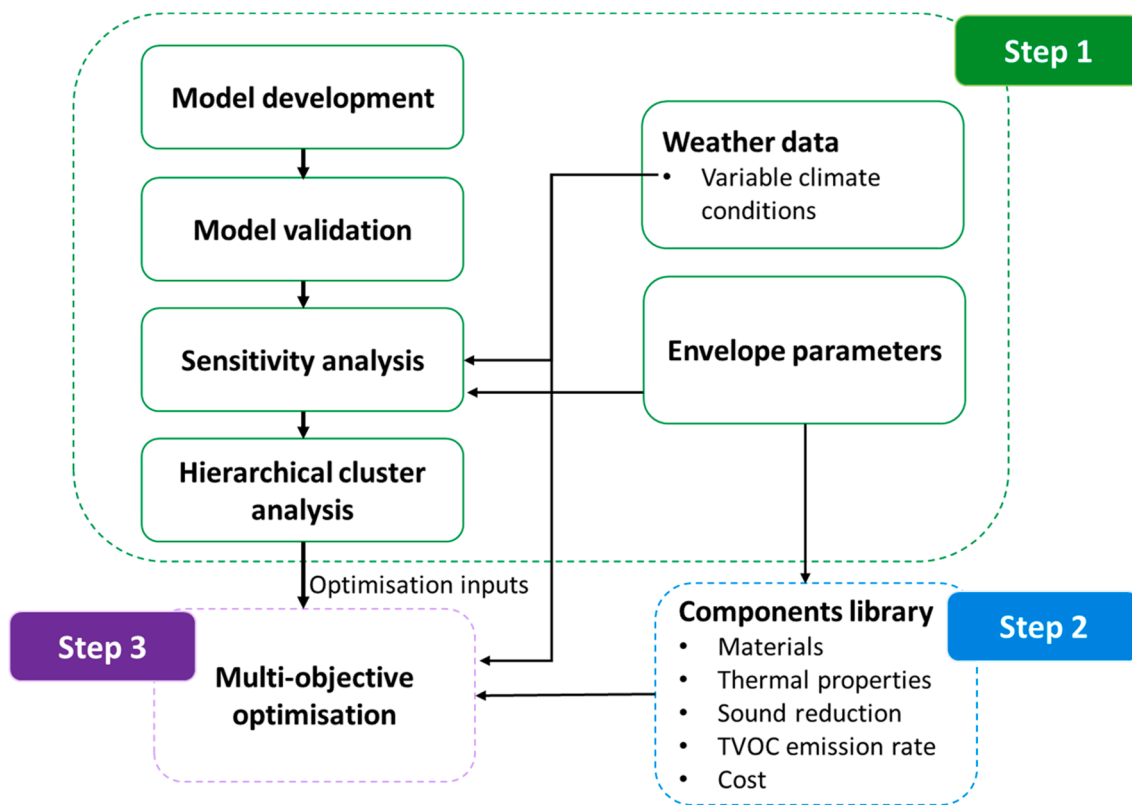 Step 1
Model development
Weather data
• Variable climate
conditions
Model validation
Sensitivity analysis
Envelope parameters
Hierarchical cluster
analysis
Optimisation inputs
Step 3
Multi-objective
optimisation
Step 2
Components library
• Materials
• Thermal properties
• Sound reduction
• TVOC emission rate
• Cost